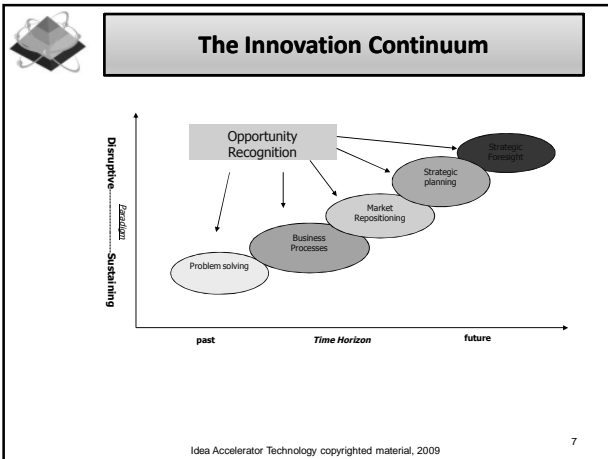 The Innovation Continuum
Opportunity
Recognition
Strategic
Foresight
Strategic
planning
Market
Repositioning
Business
Processes
Problem solving
Disruptive
Paradigm
Sustaining
past
Time Horizon
future
Idea Accelerator Technology copyrighted material, 2009
7